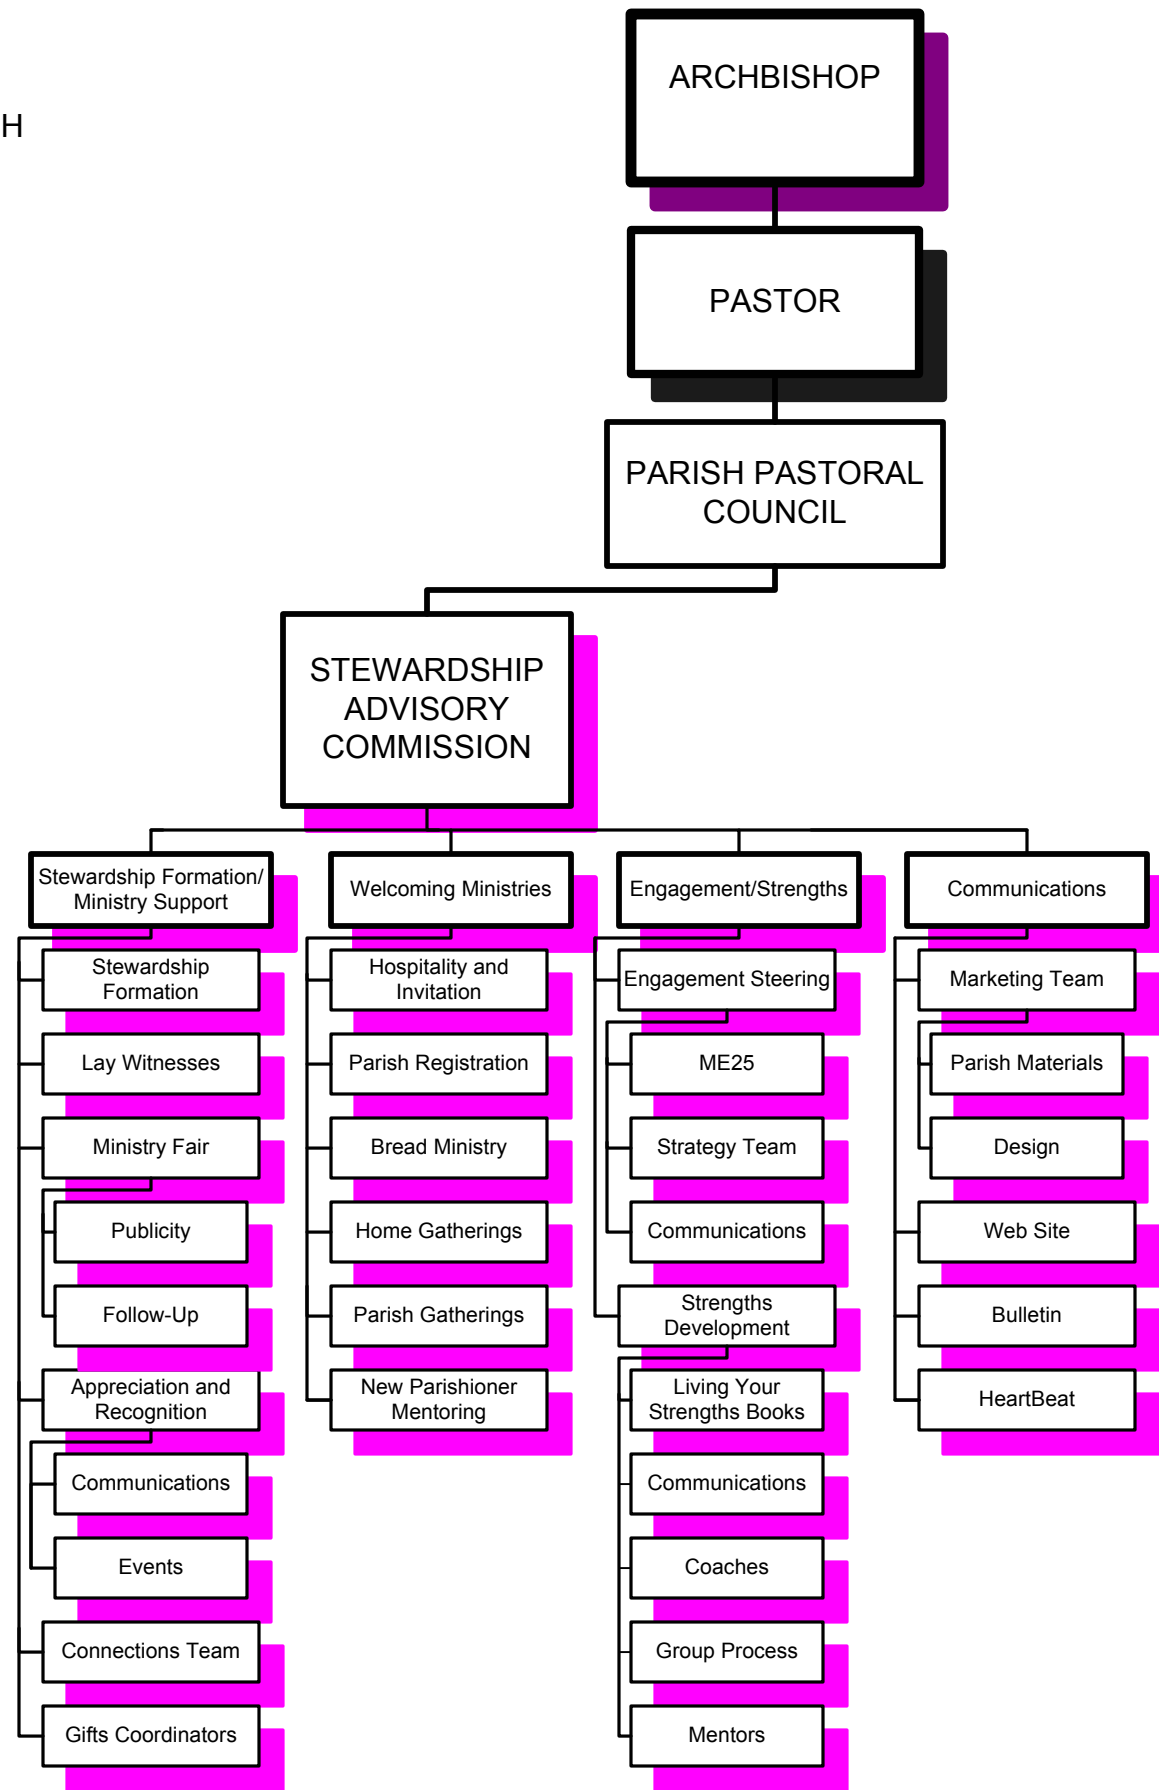 ARCHBISHOP
H
PASTOR
PARISH PASTORAL
COUNCIL
STEWARDSHIP
ADVISORY
COMMISSION
Stewardship Formation/
Ministry Support
Stewardship
Formation
Lay Witnesses
Ministry Fair
Publicity
Follow-Up
Appreciation and
Recognition
Communications
Events
Connections Team
Gifts Coordinators
Welcoming Ministries
Hospitality and
Invitation
Parish Registration
Bread Ministry
Home Gatherings
Parish Gatherings
New Parishioner
Mentoring
Engagement/Strengths
Engagement Steering
ME25
Strategy Team
Communications
Strengths
Development
Living Your
Strengths Books
Communications
Coaches
Group Process
Mentors
Communications
Marketing Team
Parish Materials
Design
Web Site
Bulletin
HeartBeat